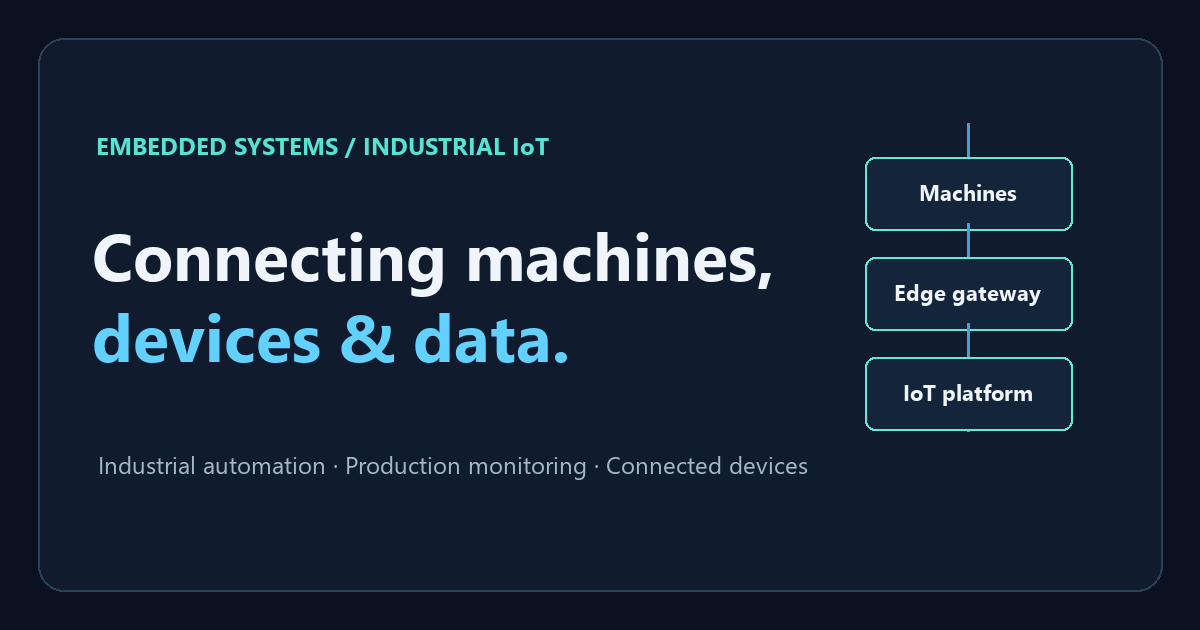 EMBEDDED SYSTEMS / INDUSTRIAL IoT
Connecting machines,
devices & data.
Industrial automation · Production monitoring · Connected devices
Machines
Edge gateway
IoT platform